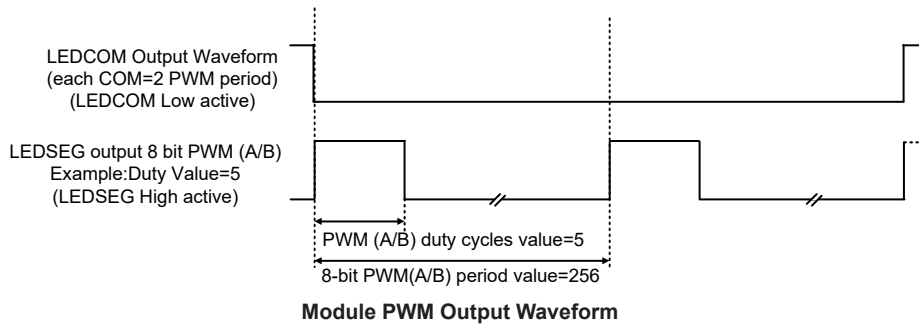 LEDCOM Output Waveform
(each COM=2 PWM period)
(LEDCOM Low active)
LEDSEG output 8 bit PWM (A/B)
Example:Duty Value=5
(LEDSEG High active)
PWM (A/B) duty cycles value=5
8-bit PWM(A/B) period value=256
Module PWM Output Waveform